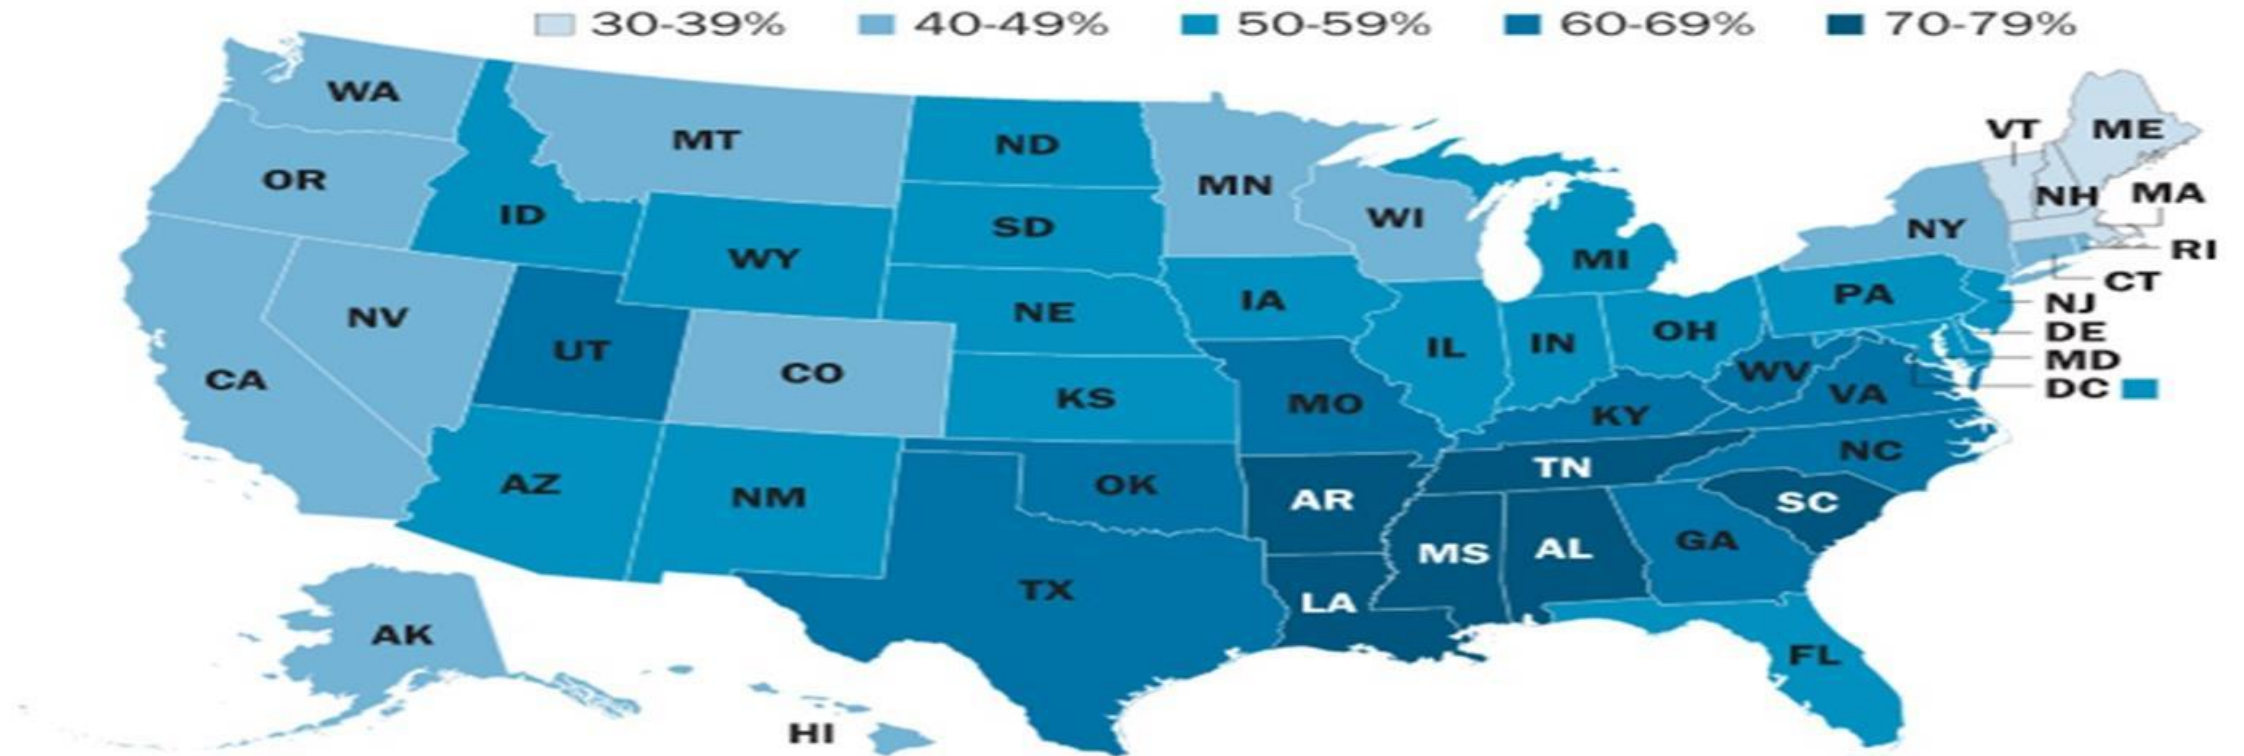 30-39% 40-49% 50-59% 60-69% 70-79%
WA
MT
ND
MN
VT
ME
OR
ID
SD
WI
NH
MA
WY
MI
NY
RI
NV
NE
IA
PA
CT
UT
IL
IN
OH
NJ
CA
CO
KS
MO
WV
DE
KY
VA
MD
DC
AZ
NM
OK
AR
TN
NC
SC
MS
AL
GA
TX
LA
AK
FL
HI